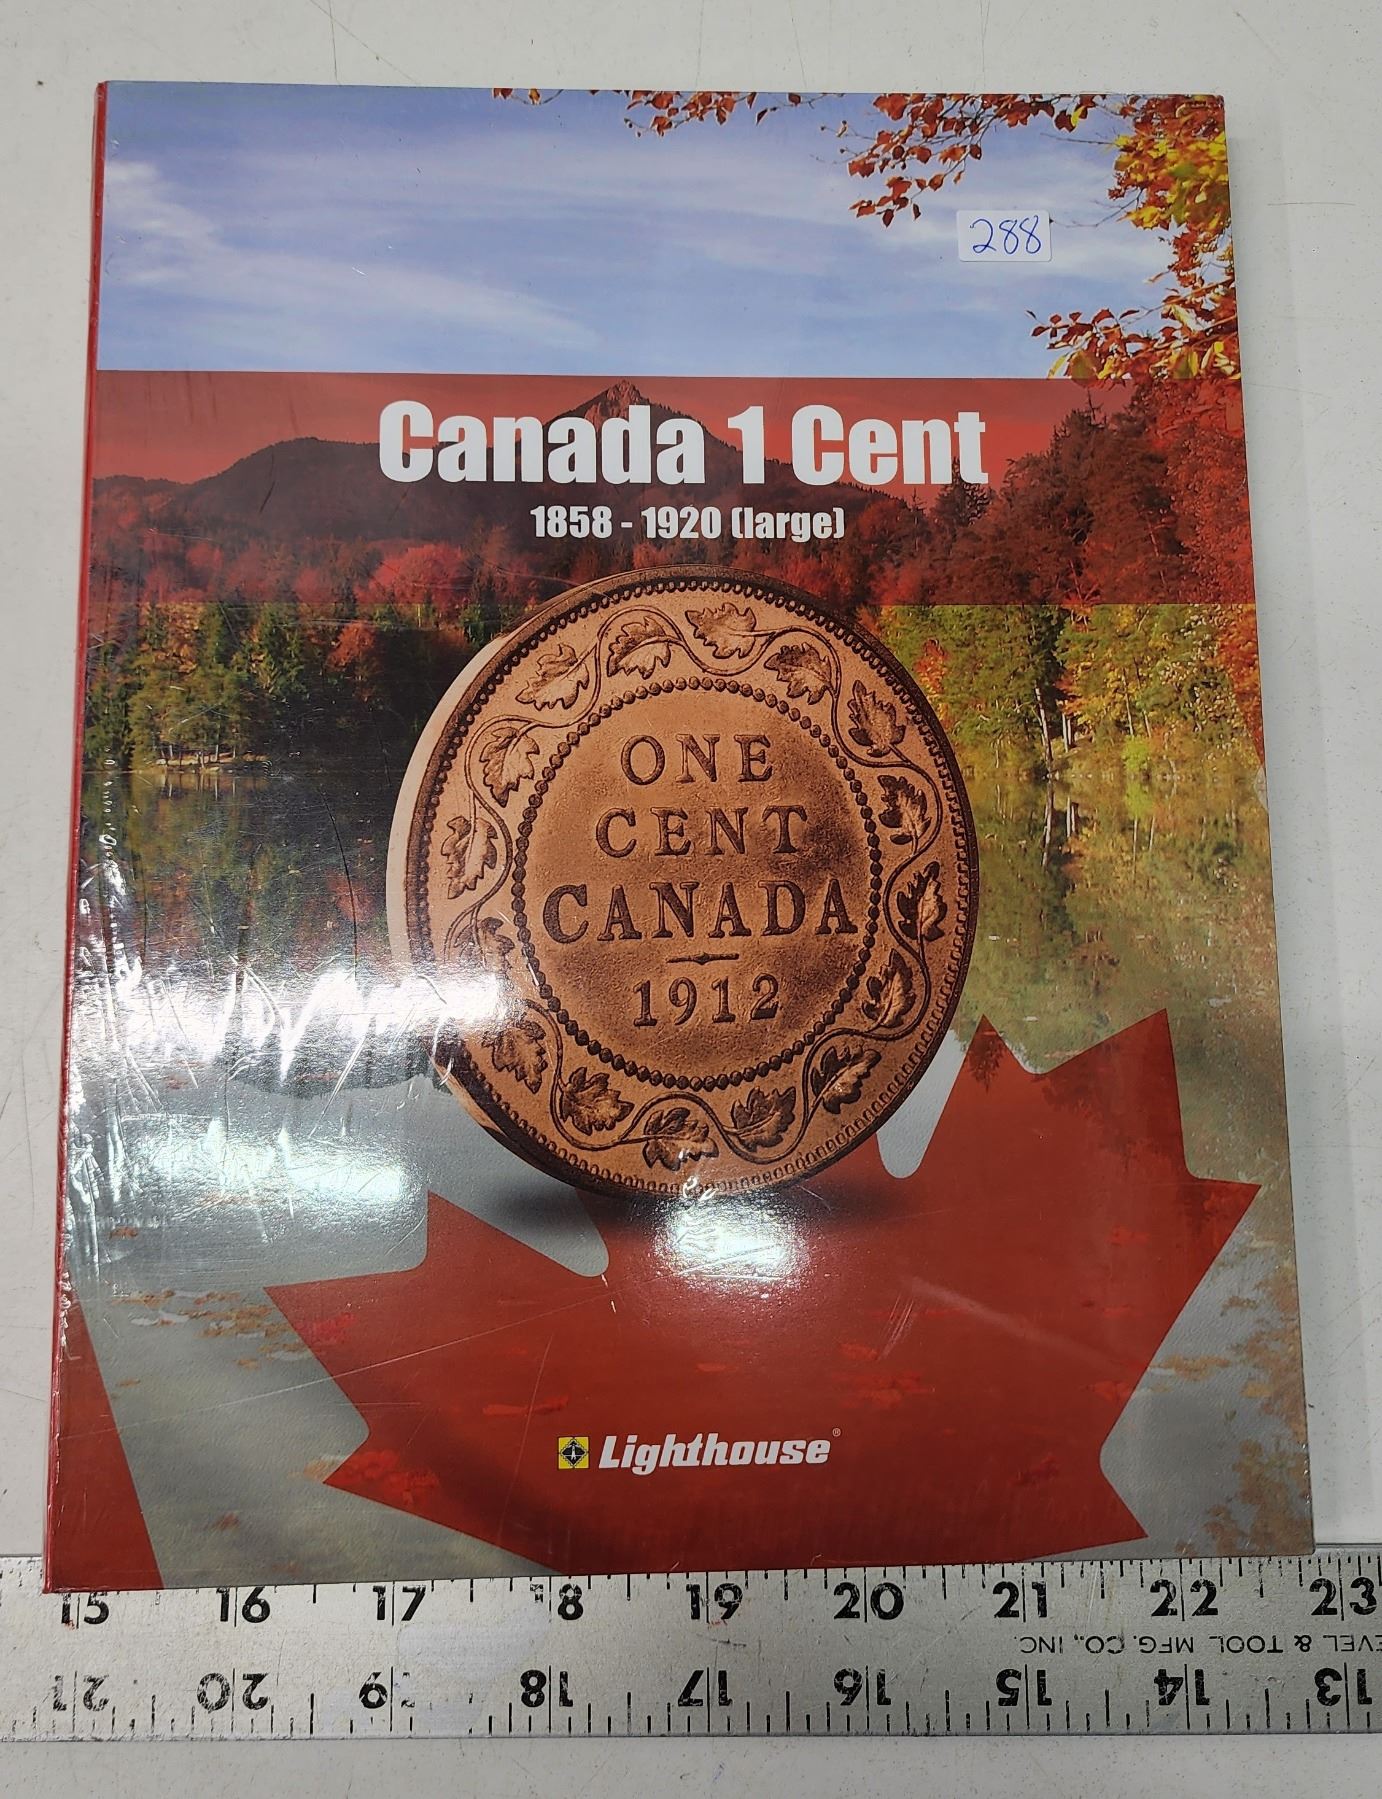 288
Canada 1 Cent
1858 - 1920 (large)
ONE
CENT
CANADA
1912
Lighthouse®
15 16 17 18 19 20 21 22 23
EVEL & TOOL MFG. CO., INC.
21 20 19 18 17 16 15 14 13